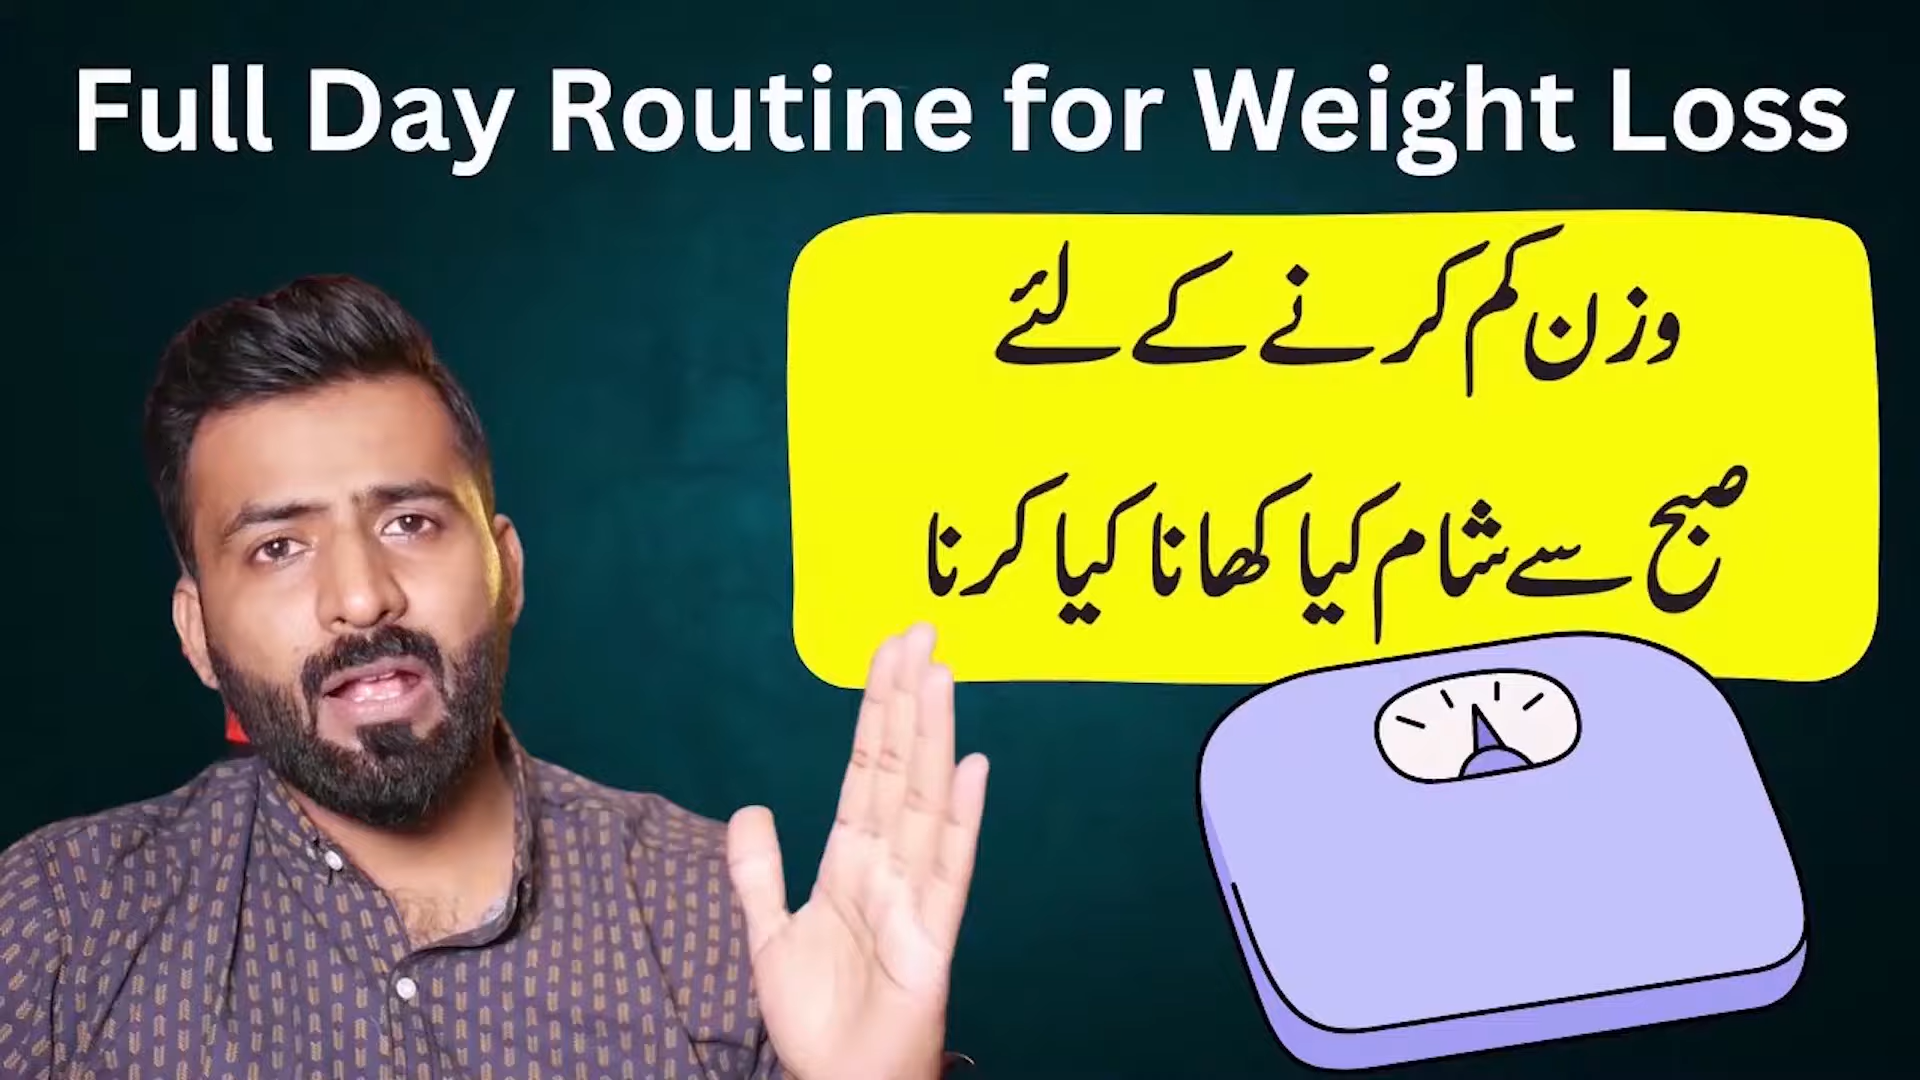 Full Day Routine for Weight Loss
وزن کم کرنے کے لئے
صبح سے شام کیا کھانا کیا کرنا